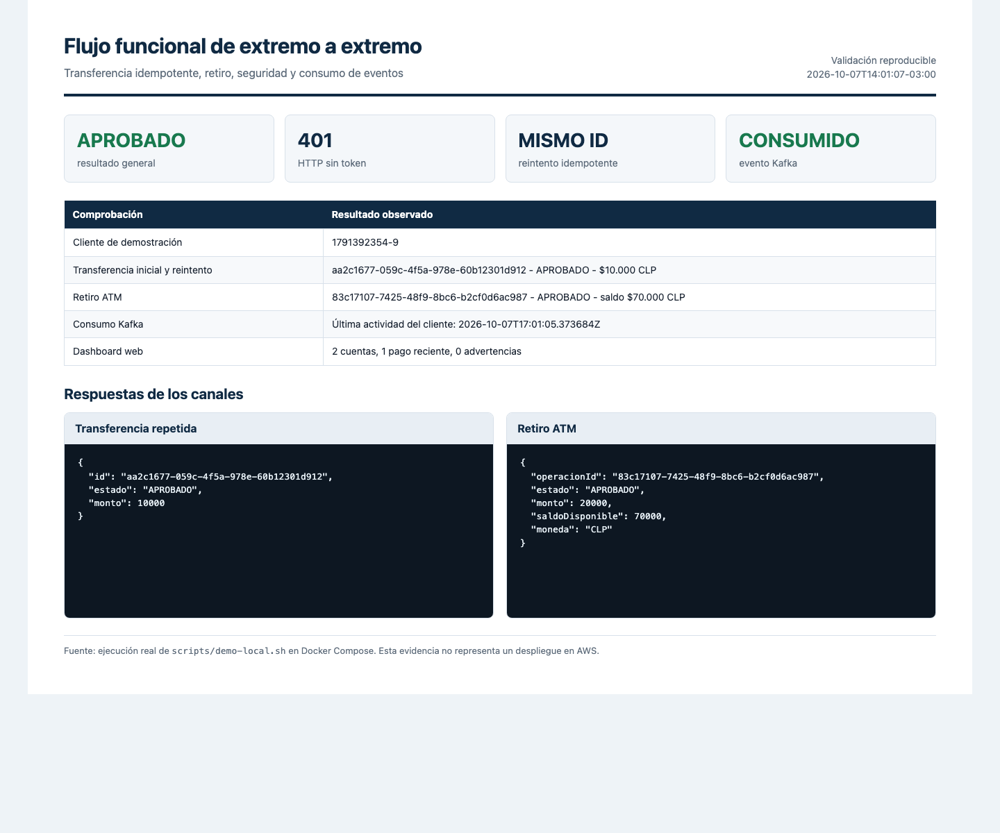 Flujo funcional de extremo a extremo
Transferencia idempotente, retiro, seguridad y consumo de eventos
Validación reproducible
2026-10-07T14:01:07-03:00
APROBADO
resultado general
401
HTTP sin token
MISMO ID
reintento idempotente
CONSUMIDO
evento Kafka
Comprobación Resultado observado
Cliente de demostración 1791392354-9
Transferencia inicial y reintento aa2c1677-059c-4f5a-978e-60b12301d912 - APROBADO - $10.000 CLP
Retiro ATM 83c17107-7425-48f9-8bc6-b2cf0d6ac987 - APROBADO - saldo $70.000 CLP
Consumo Kafka Última actividad del cliente: 2026-10-07T17:01:05.373684Z
Dashboard web 2 cuentas, 1 pago reciente, 0 advertencias
Respuestas de los canales
Transferencia repetida
{
"id": "aa2c1677-059c-4f5a-978e-60b12301d912",
"estado": "APROBADO",
"monto": 10000
}
Retiro ATM
{
"operacionId": "83c17107-7425-48f9-8bc6-b2cf0d6ac987",
"estado": "APROBADO",
"monto": 20000,
"saldoDisponible": 70000,
"moneda": "CLP"
}
Fuente: ejecución real de scripts/demo-local.sh en Docker Compose. Esta evidencia no representa un despliegue en AWS.